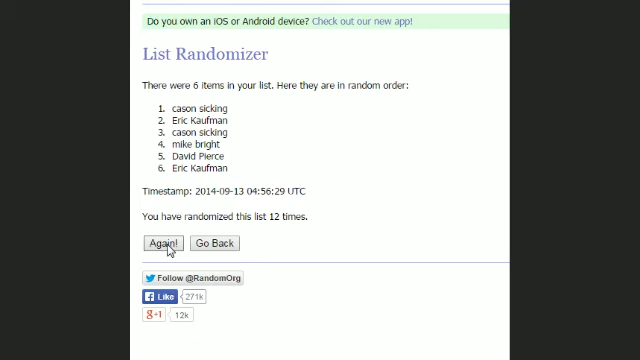 Do you own an iOS or Android device? Check out our new app!
List Randomizer
There were 6 items in your list. Here they are in random order:
1. cason sicking
2. Eric Kaufman
3. cason sicking
4. mike bright
5. David Pierce
6. Eric Kaufman
Timestamp: 2014-09-13 04:56:29 UTC
You have randomized this list 12 times.
Again! Go Back
Follow @RandomOrg
Like 271k
g+1 12k